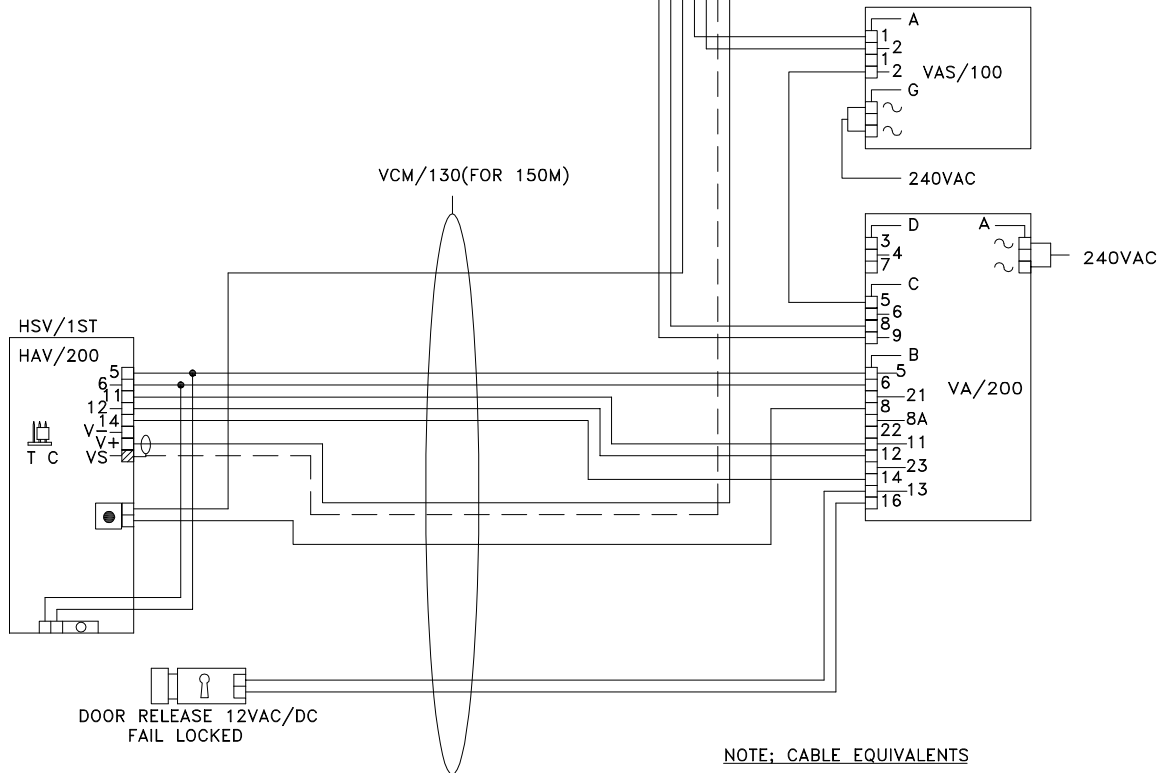 A
1
2
1
2
VAS/100
G
VCM/130(FOR 150M)
240VAC
D
A
3
4
7
240VAC
C
5
6
8
9
HSV/1ST
HAV/200
B
5
5
6
6
VA/200
11
21
12
8
14
8A
V-
22
V+
11
T C
VS
12
23
14
13
16
DOOR RELEASE 12VAC/DC
FAIL LOCKED
NOTE; CABLE EQUIVALENTS